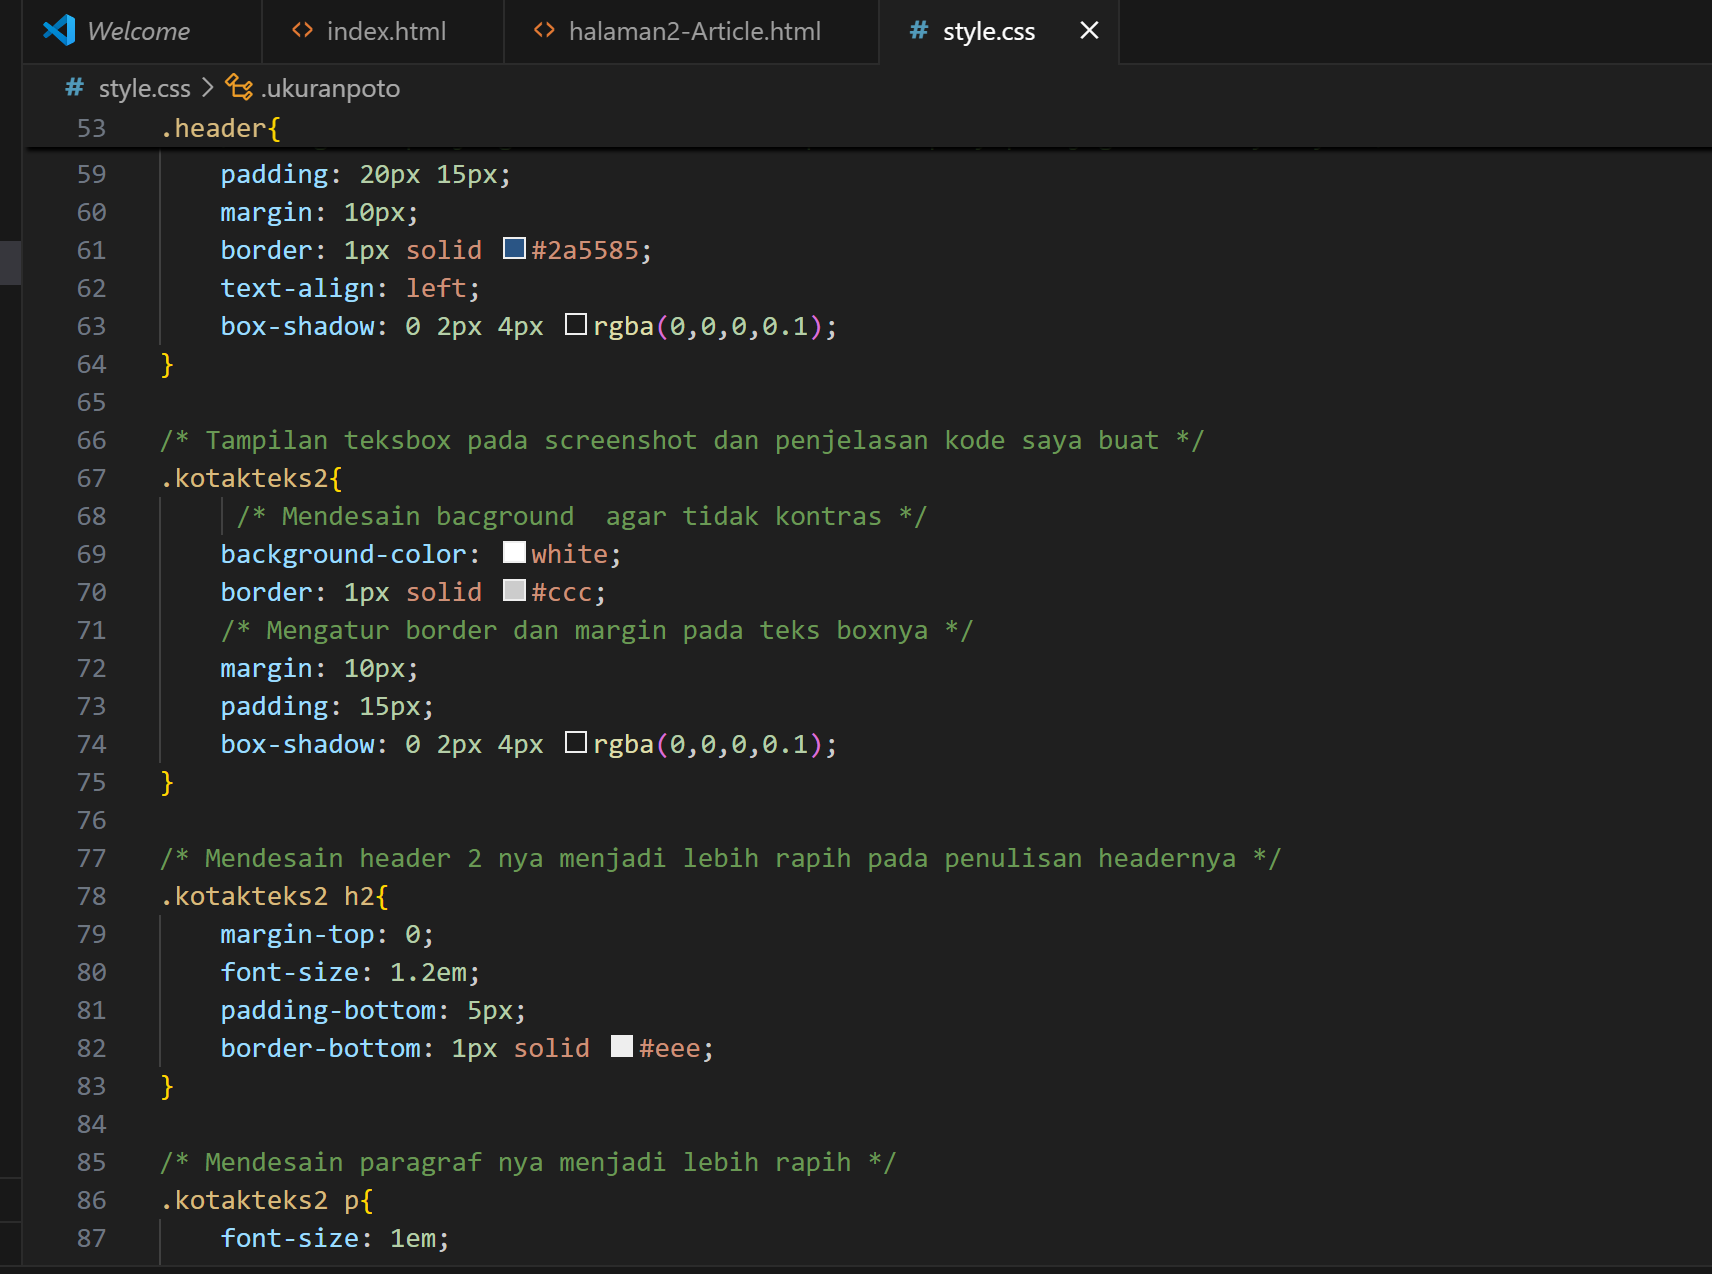 Welcome
index.html
halaman2-Article.html
style.css
style.css > .ukuranpoto
53 .header{
59 padding: 20px 15px;
60 margin: 10px;
61 border: 1px solid #2a5585;
62 text-align: left;
63 box-shadow: 0 2px 4px rgba(0,0,0,0.1);
64 }
65
66 /* Tampilan teksbox pada screenshot dan penjelasan kode saya buat */
67 .kotakteks2{
68 /* Mendesain bacground  agar tidak kontras */
69 background-color: white;
70 border: 1px solid #ccc;
71 /* Mengatur border dan margin pada teks boxnya */
72 margin: 10px;
73 padding: 15px;
74 box-shadow: 0 2px 4px rgba(0,0,0,0.1);
75 }
76
77 /* Mendesain header 2 nya menjadi lebih rapih pada penulisan headernya */
78 .kotakteks2 h2{
79 margin-top: 0;
80 font-size: 1.2em;
81 padding-bottom: 5px;
82 border-bottom: 1px solid #eee;
83 }
84
85 /* Mendesain paragraf nya menjadi lebih rapih */
86 .kotakteks2 p{
87 font-size: 1em;